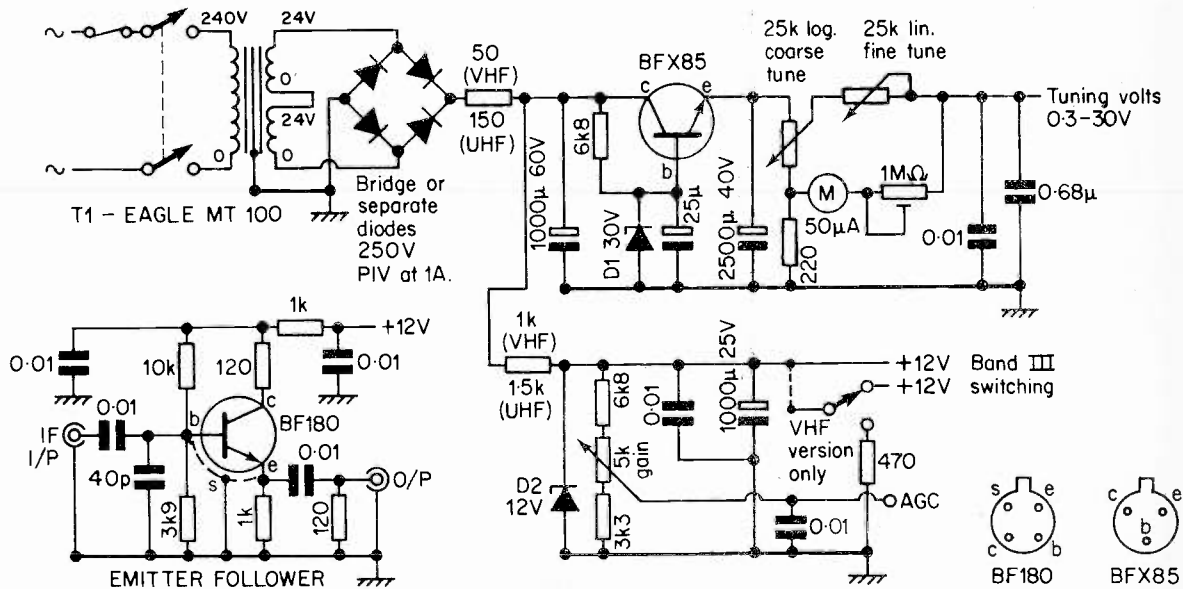 ~
240V
24V
0
24V
0
0
~
T1 - EAGLE MT 100
Bridge or
separate
diodes
250V
PIV at 1A.
50
(VHF)
150
(UHF)
1000μ 60V
6k8
BFX85
c
e
b
D1 30V
25μ
2500μ 40V
25k log.
coarse
tune
25k lin.
fine tune
M
50μA
1MΩ
220
0·01
0·68μ
Tuning volts
0·3-30V
1k
(VHF)
1·5k
(UHF)
D2
12V
6k8
5k
gain
3k3
0·01
1000μ 25V
+12V
Band III
+12V
switching
VHF
version
only
470
AGC
0·01
1k
+12V
0·01
10k
120
0·01
0·01
IF
I/P
40p
b
c
BF180
e
s
0·01
O/P
3k9
1k
120
EMITTER FOLLOWER
s
e
c
b
BF180
c
e
b
BFX85